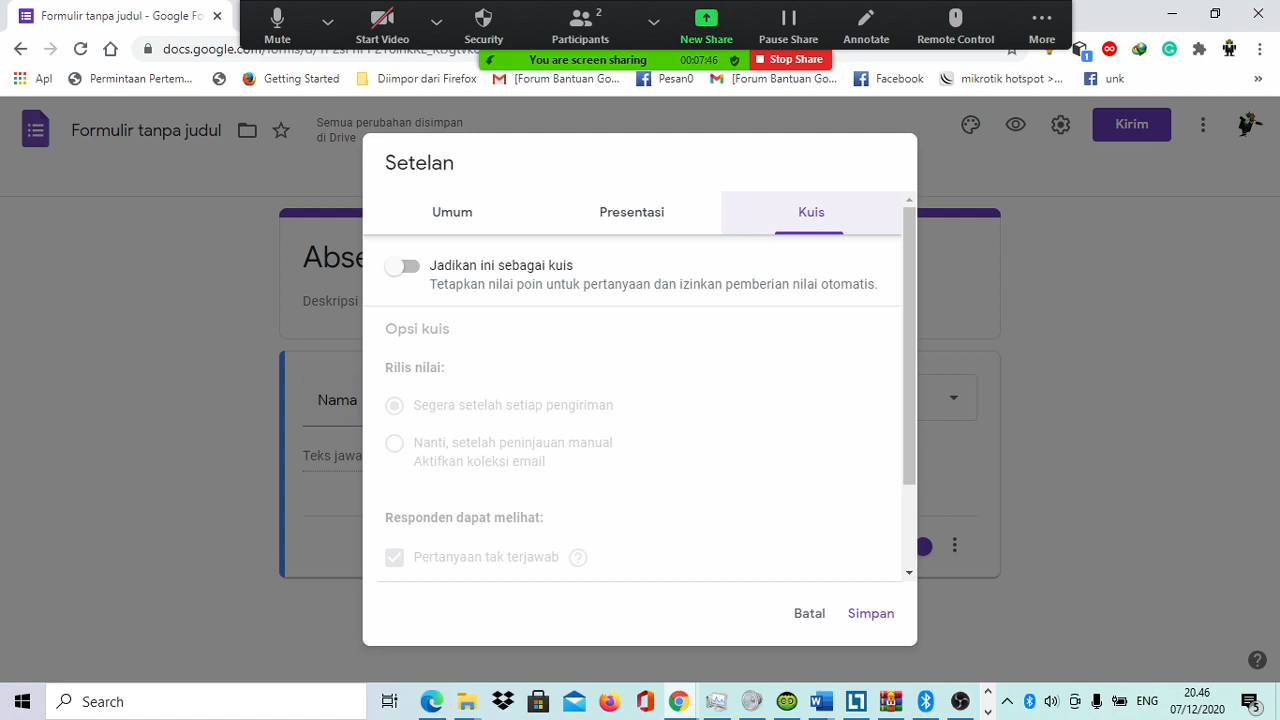 Formulir tanpa judul - Google Fo
Mute
Start Video
Security
2
Participants
New Share
Pause Share
Annotate
Remote Control
More
You are screen sharing
00:07:46
Stop Share
Apl
Permintaan Pertem...
Getting Started
Diimpor dari Firefox
[Forum Bantuan Go...
Pesan0
[Forum Bantuan Go...
Facebook
mikrotik hotspot >...
unk
»
1
Formulir tanpa judul
Semua perubahan disimpan
di Drive
Kirim
Setelan
Umum
Presentasi
Kuis
Jadikan ini sebagai kuis
Tetapkan nilai poin untuk pertanyaan dan izinkan pemberian nilai otomatis.
Abse
Deskripsi
Opsi kuis
Rilis nilai:
Segera setelah setiap pengiriman
Nama
Nanti, setelah peninjauan manual
Aktifkan koleksi email
Teks jawa
Responden dapat melihat:
Pertanyaan tak terjawab
Batal
Simpan
Search
ENG
20.46
07/12/2020
5